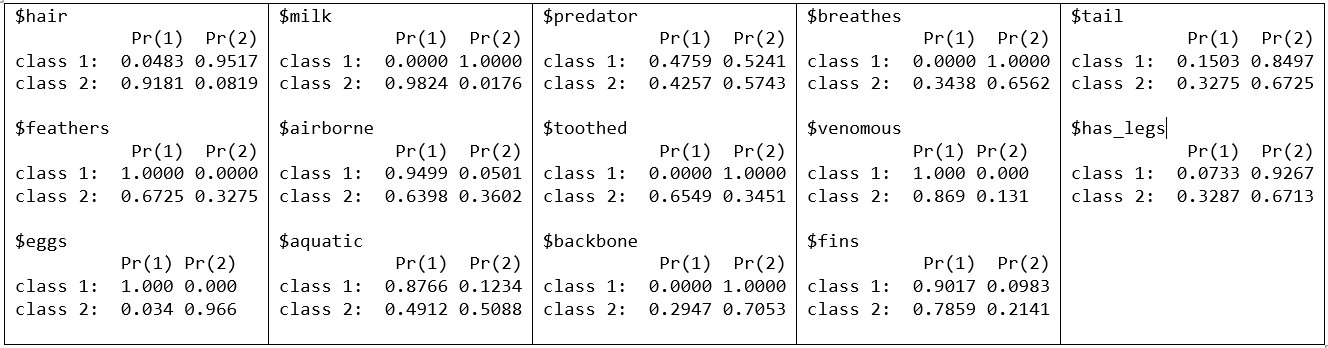 $hair
Pr(1) Pr(2)
class 1: 0.0483 0.9517
class 2: 0.9181 0.0819
$feathers
Pr(1) Pr(2)
class 1: 1.0000 0.0000
class 2: 0.6725 0.3275
$eggs
Pr(1) Pr(2)
class 1: 1.000 0.000
class 2: 0.034 0.966
$milk
Pr(1) Pr(2)
class 1: 0.0000 1.0000
class 2: 0.9824 0.0176
$airborne
Pr(1) Pr(2)
class 1: 0.9499 0.0501
class 2: 0.6398 0.3602
$aquatic
Pr(1) Pr(2)
class 1: 0.8766 0.1234
class 2: 0.4912 0.5088
$predator
Pr(1) Pr(2)
class 1: 0.4759 0.5241
class 2: 0.4257 0.5743
$toothed
Pr(1) Pr(2)
class 1: 0.0000 1.0000
class 2: 0.6549 0.3451
$backbone
Pr(1) Pr(2)
class 1: 0.0000 1.0000
class 2: 0.2947 0.7053
$breathes
Pr(1) Pr(2)
class 1: 0.0000 1.0000
class 2: 0.3438 0.6562
$venomous
Pr(1) Pr(2)
class 1: 1.000 0.000
class 2: 0.869 0.131
$fins
Pr(1) Pr(2)
class 1: 0.9017 0.0983
class 2: 0.7859 0.2141
$tail
Pr(1) Pr(2)
class 1: 0.1503 0.8497
class 2: 0.3275 0.6725
$has_legs
Pr(1) Pr(2)
class 1: 0.0733 0.9267
class 2: 0.3287 0.6713